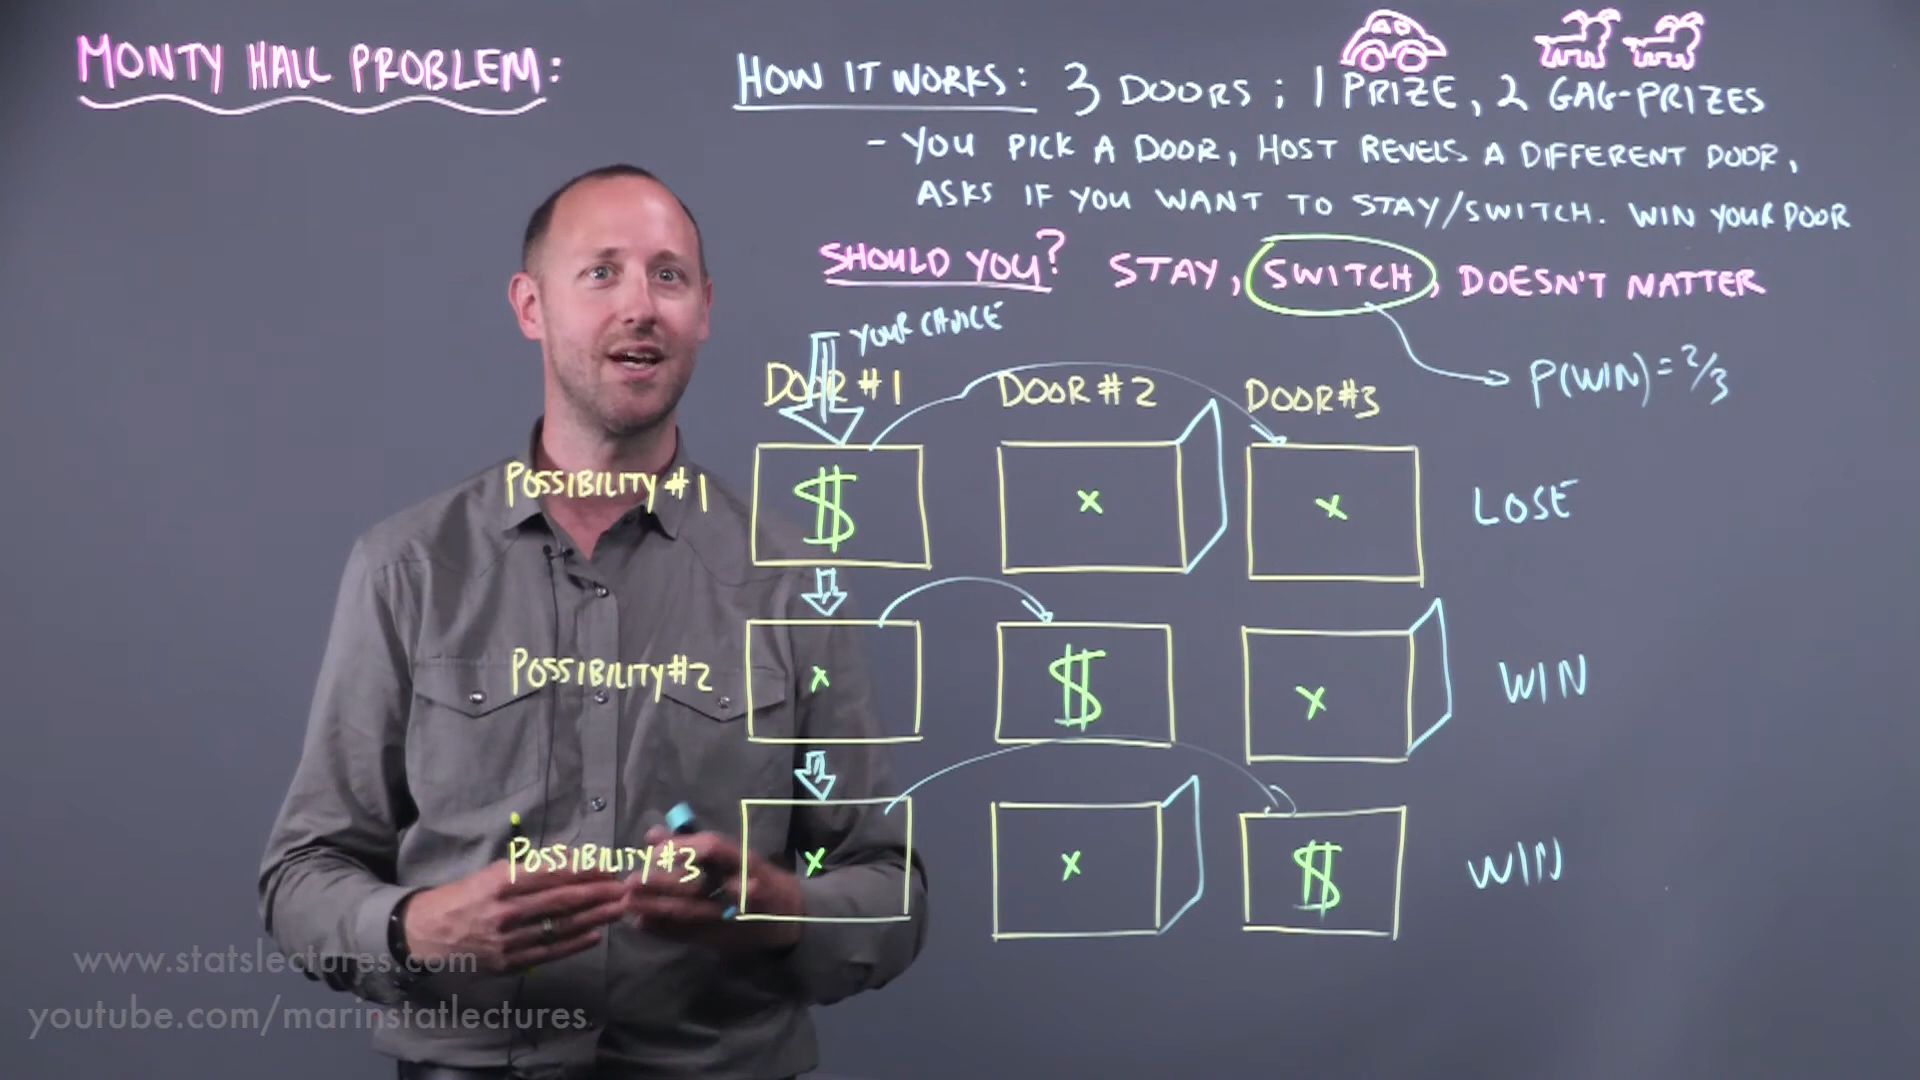 MONTY HALL PROBLEM:
HOW IT WORKS: 3 DOORS; 1 PRIZE, 2 GAG-PRIZES
- YOU PICK A DOOR, HOST REVELS A DIFFERENT DOOR,
ASKS IF YOU WANT TO STAY/SWITCH. WIN YOUR DOOR
SHOULD YOU? STAY, SWITCH, DOESN'T MATTER
YOUR CHOICE
P(WIN) = 2/3
DOOR #1 DOOR #2 DOOR #3
POSSIBILITY #1 $ X X LOSE
POSSIBILITY #2 X $ X WIN
POSSIBILITY #3 X X $ WIN
www.statslectures.com
youtube.com/marinstatlectures